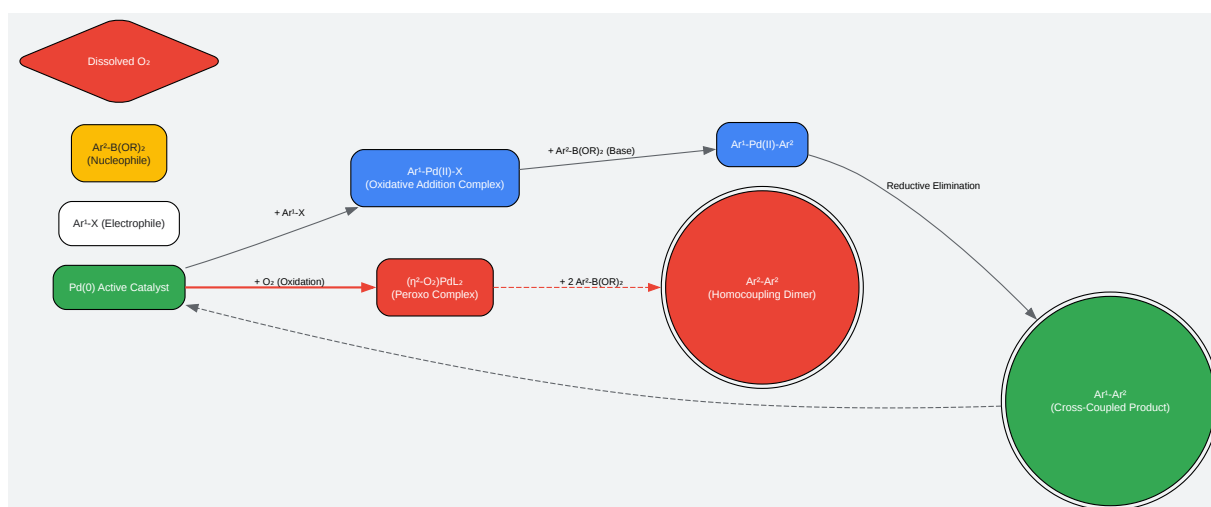 Dissolved O₂
Ar²-B(OR)₂
(Nucleophile)
Ar¹-X (Electrophile)
Pd(0) Active Catalyst
+ Ar¹-X
+ O₂ (Oxidation)
Ar¹-Pd(II)-X
(Oxidative Addition Complex)
(η²-O₂)PdL₂
(Peroxo Complex)
+ Ar²-B(OR)₂ (Base)
+ 2 Ar²-B(OR)₂
Ar¹-Pd(II)-Ar²
Ar²-Ar²
(Homocoupling Dimer)
Reductive Elimination
Ar¹-Ar²
(Cross-Coupled Product)